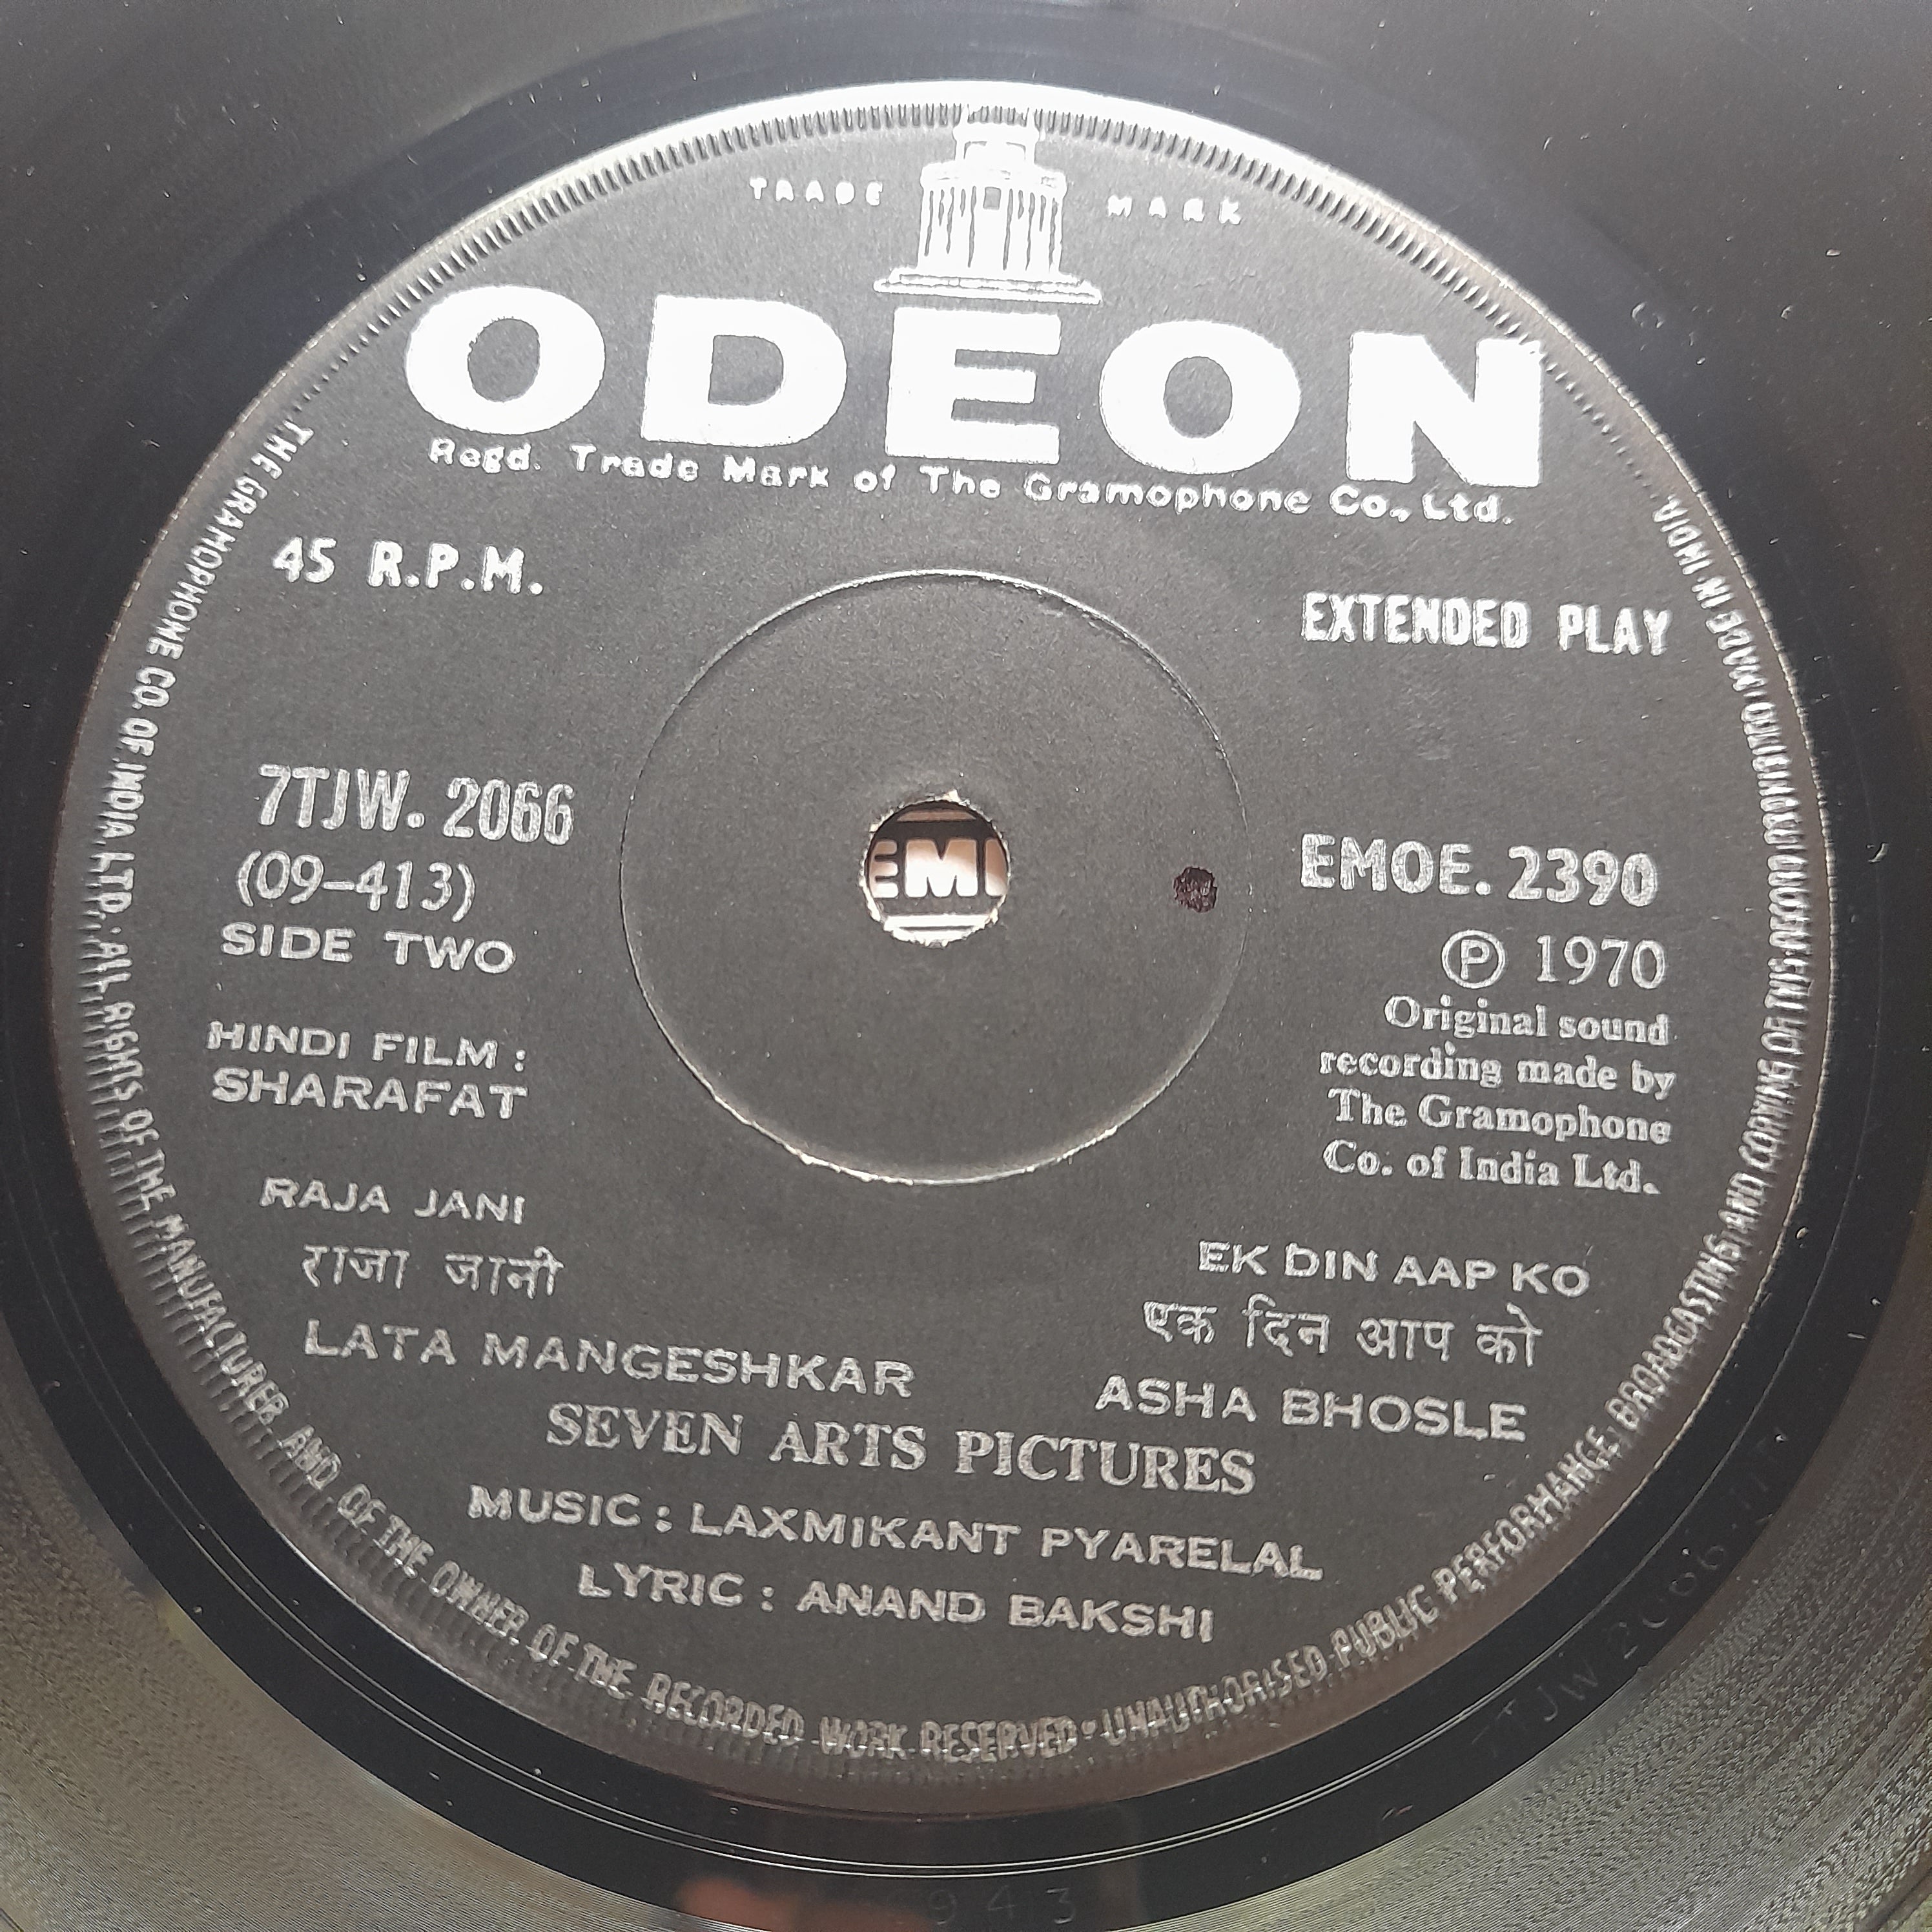 TRADE MARK
ODEON
Regd. Trade Mark of The Gramophone Co., Ltd.
45 R.P.M.
EXTENDED PLAY
7TJW. 2066
(09-413)
SIDE TWO
EMOE. 2390
Ⓟ 1970
Original sound
recording made by
The Gramophone
Co. of India Ltd.
HINDI FILM :
SHARAFAT
RAJA JANI
राजा जानी
LATA MANGESHKAR
EK DIN AAP KO
एक दिन आप को
ASHA BHOSLE
SEVEN ARTS PICTURES
MUSIC : LAXMIKANT PYARELAL
LYRIC : ANAND BAKSHI
THE GRAMOPHONE CO. OF INDIA, LTD. · ALL RIGHTS OF THE MANUFACTURER AND OF THE OWNER OF THE RECORDED WORK RESERVED · UNAUTHORISED PUBLIC PERFORMANCE, BROADCASTING AND COPYING OF THIS RECORD PROHIBITED · MADE IN INDIA
EMI
7TJW 2066
943